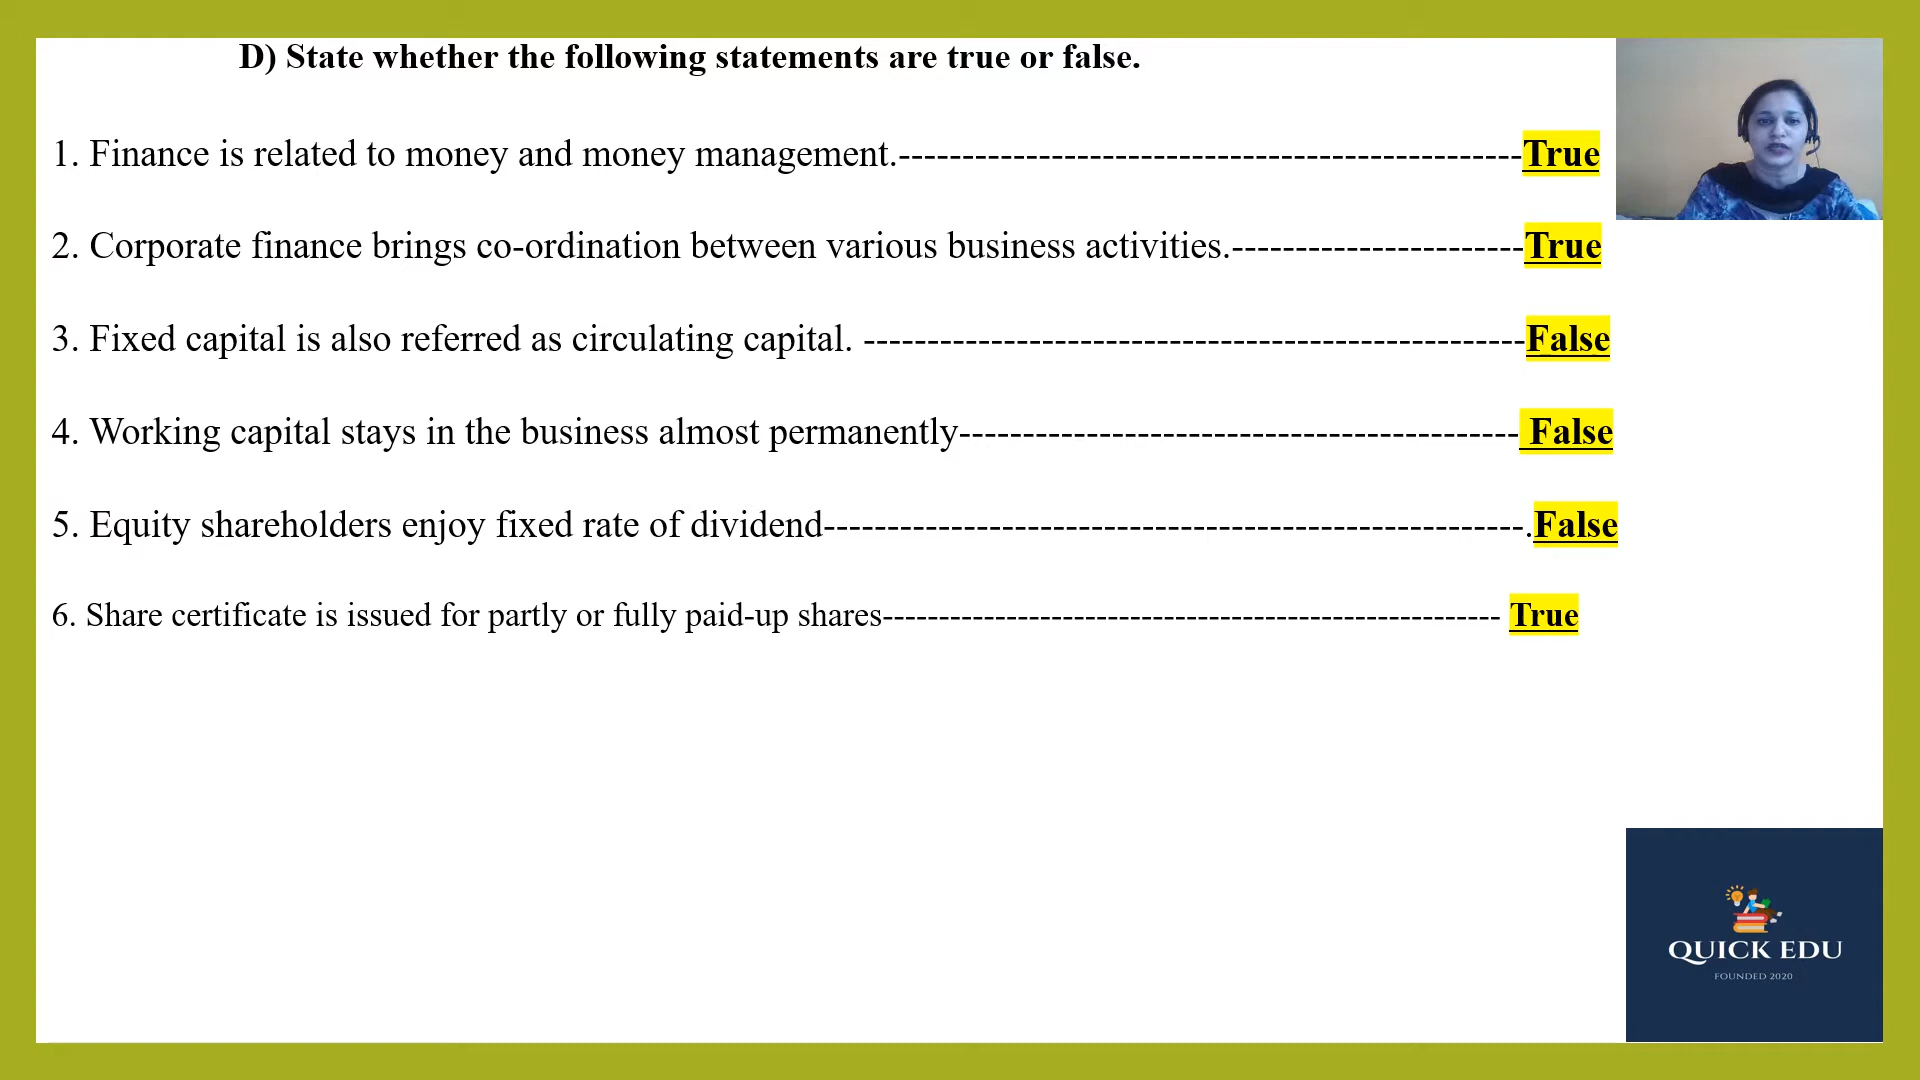 D) State whether the following statements are true or false.
1. Finance is related to money and money management.-------------------------------------------------True
2. Corporate finance brings co-ordination between various business activities.-----------------------True
3. Fixed capital is also referred as circulating capital. ----------------------------------------------------False
4. Working capital stays in the business almost permanently-------------------------------------------- False
5. Equity shareholders enjoy fixed rate of dividend-------------------------------------------------------.False
6. Share certificate is issued for partly or fully paid-up shares------------------------------------------------------- True
QUICK EDU
FOUNDED 2020